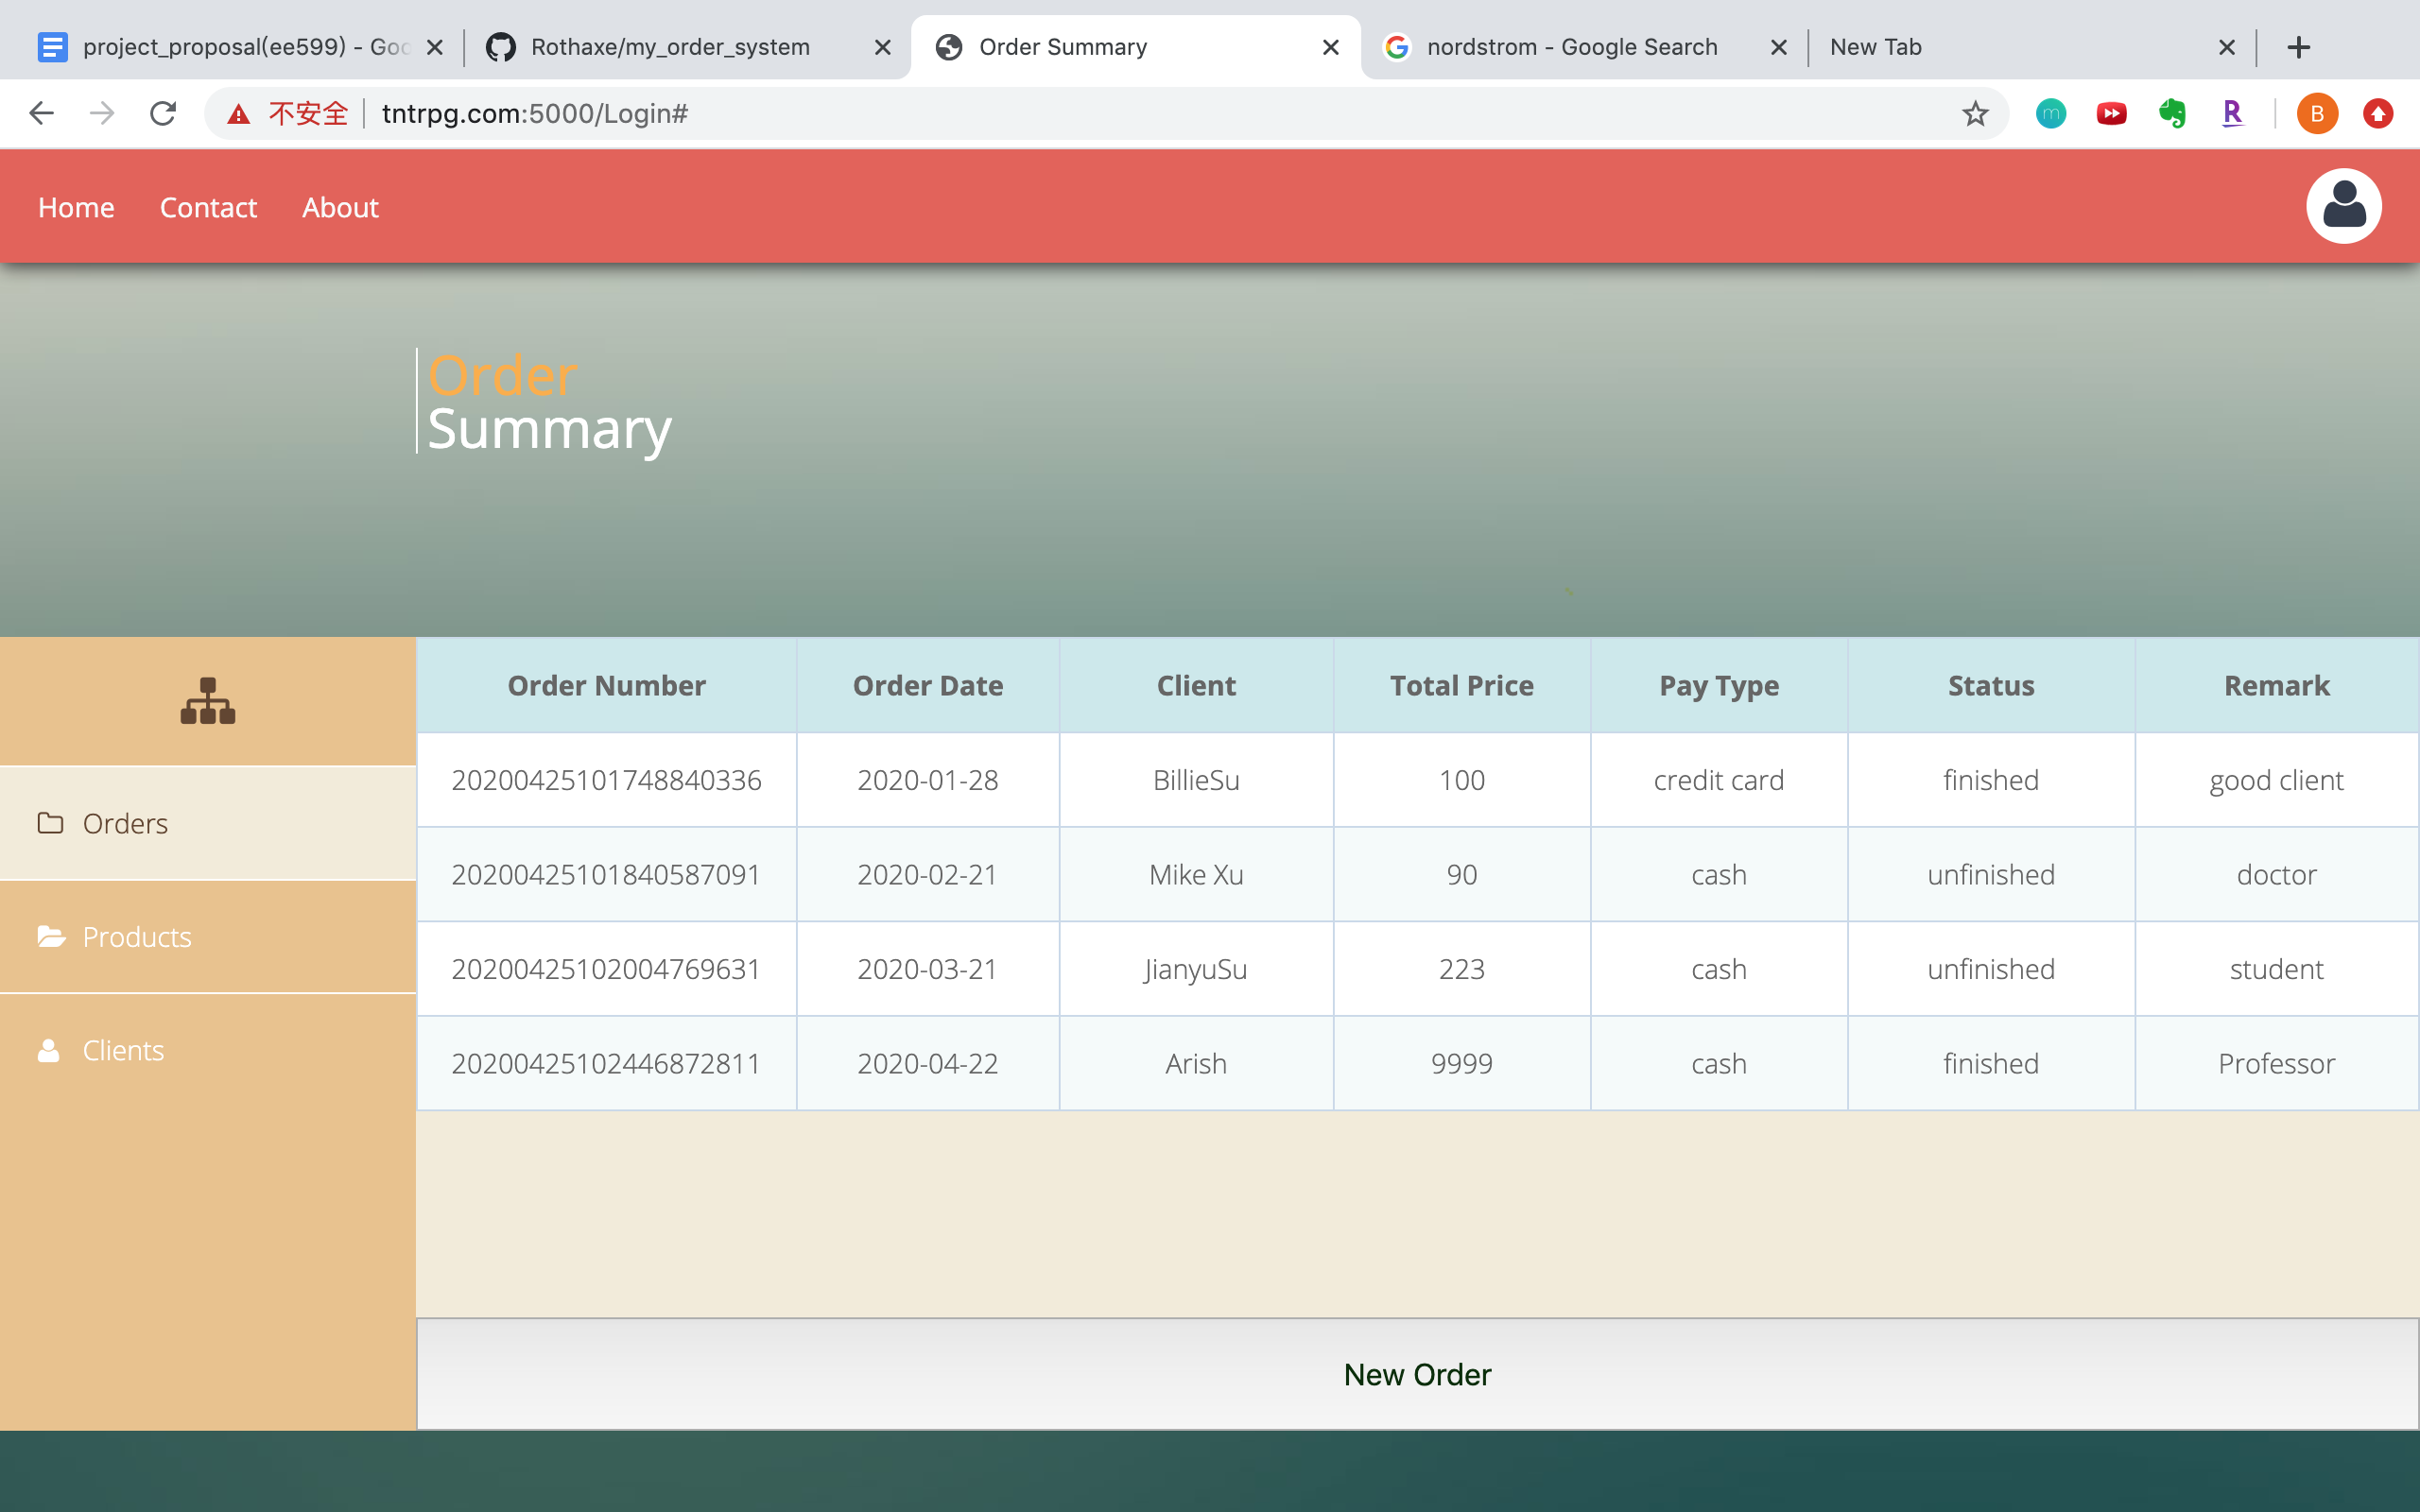 project_proposal(ee599) - Goo
Rothaxe/my_order_system
Order Summary
nordstrom - Google Search
New Tab
不安全
tntrpg.com:5000/Login#
m
R
B
Home
Contact
About
Order
Summary
Order Number Order Date Client Total Price Pay Type Status Remark
20200425101748840336 2020-01-28 BillieSu 100 credit card finished good client
Orders
20200425101840587091 2020-02-21 Mike Xu 90 cash unfinished doctor
Products
20200425102004769631 2020-03-21 JianyuSu 223 cash unfinished student
Clients
20200425102446872811 2020-04-22 Arish 9999 cash finished Professor
New Order